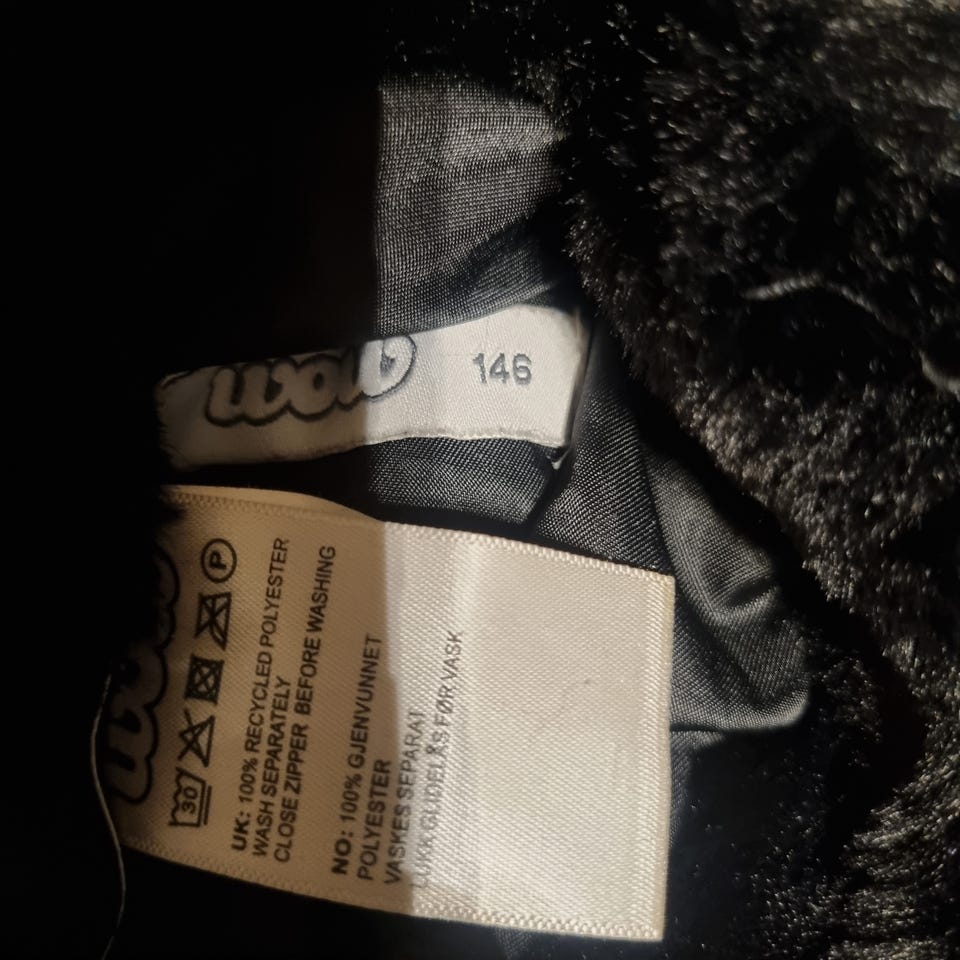 wow 146
30 P
UK: 100% RECYCLED POLYESTER
WASH SEPARATELY
CLOSE ZIPPER BEFORE WASHING
NO: 100% GJENVUNNET
POLYESTER
VASKES SEPARAT
LUKK GLIDELÅS FØR VASK